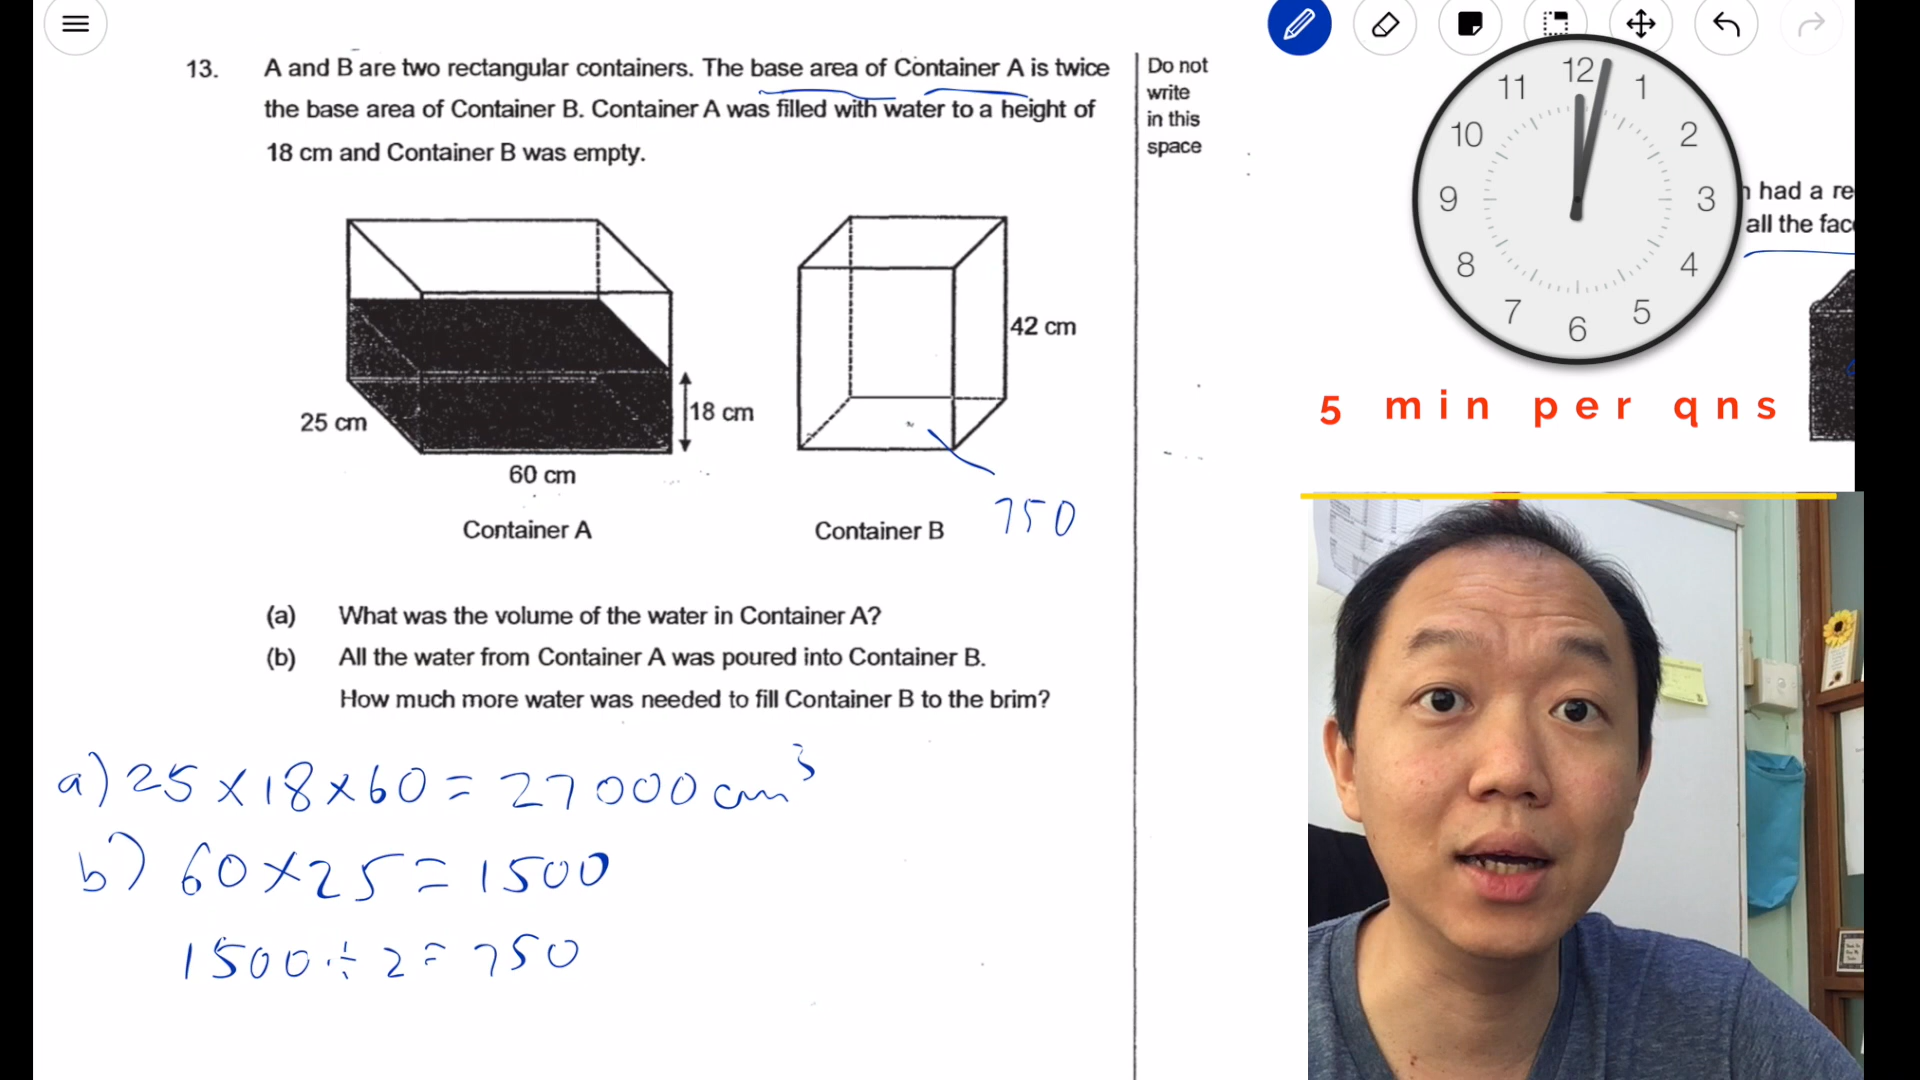 13. A and B are two rectangular containers. The base area of Container A is twice
the base area of Container B. Container A was filled with water to a height of
18 cm and Container B was empty.
Do not
write
in this
space
25 cm
60 cm
18 cm
42 cm
Container A
Container B
750
(a) What was the volume of the water in Container A?
(b) All the water from Container A was poured into Container B.
How much more water was needed to fill Container B to the brim?
a) 25 × 18 × 60 = 27000 cm³
b) 60 × 25 = 1500
1500 ÷ 2 = 750
12
1
2
3
4
5
6
7
8
9
10
11
had a re
all the fac
5 min per qns